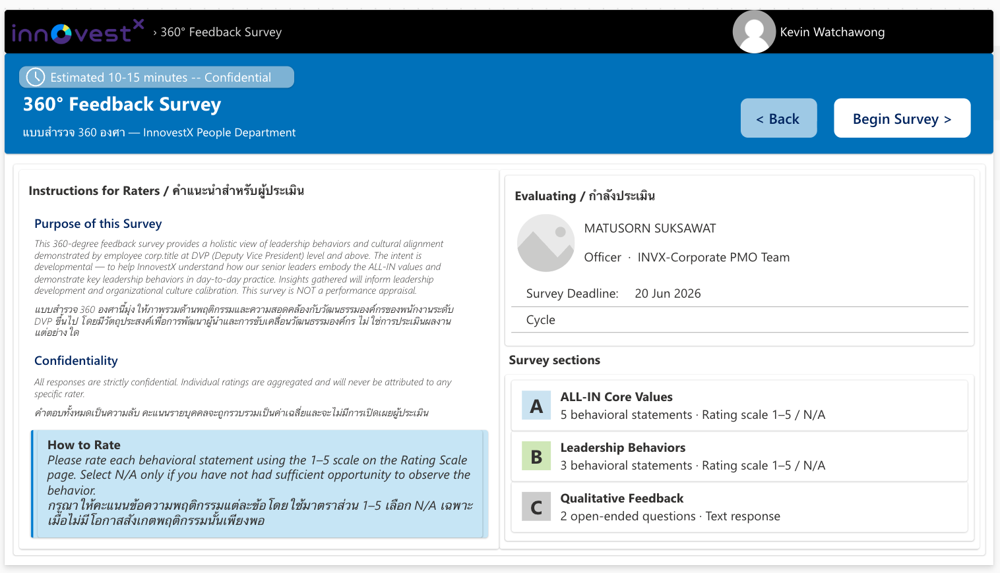 innovestX
› 360° Feedback Survey
Kevin Watchawong
Estimated 10-15 minutes -- Confidential
360° Feedback Survey
แบบสำรวจ 360 องศา — InnovestX People Department
< Back
Begin Survey >
Instructions for Raters / คำแนะนำสำหรับผู้ประเมิน
Purpose of this Survey
This 360-degree feedback survey provides a holistic view of leadership behaviors and cultural alignment
demonstrated by employee corp.title at DVP (Deputy Vice President) level and above. The intent is
developmental — to help InnovestX understand how our senior leaders embody the ALL-IN values and
demonstrate key leadership behaviors in day-to-day practice. Insights gathered will inform leadership
development and organizational culture calibration. This survey is NOT a performance appraisal.
แบบสำรวจ 360 องศานี้มุ่งให้ภาพรวมด้านพฤติกรรมและความสอดคล้องกับวัฒนธรรมองค์กรของพนักงานระดับ
DVP ขึ้นไป โดยมีวัตถุประสงค์เพื่อการพัฒนาผู้นำและการขับเคลื่อนวัฒนธรรมองค์กร ไม่ใช่การประเมินผลงาน
แต่อย่างใด
Confidentiality
All responses are strictly confidential. Individual ratings are aggregated and will never be attributed to any
specific rater.
คำตอบทั้งหมดเป็นความลับ คะแนนรายบุคคลจะถูกรวบรวมเป็นค่าเฉลี่ยและจะไม่มีการเปิดเผยผู้ประเมิน
How to Rate
Please rate each behavioral statement using the 1–5 scale on the Rating Scale
page. Select N/A only if you have not had sufficient opportunity to observe the
behavior.
กรุณาให้คะแนนข้อความพฤติกรรมแต่ละข้อโดยใช้มาตราส่วน 1–5 เลือก N/A เฉพาะ
เมื่อไม่มีโอกาสสังเกตพฤติกรรมนั้นเพียงพอ
Evaluating / กำลังประเมิน
MATUSORN SUKSAWAT
Officer · INVX-Corporate PMO Team
Survey Deadline: 20 Jun 2026
Cycle
Survey sections
A
ALL-IN Core Values
5 behavioral statements · Rating scale 1–5 / N/A
B
Leadership Behaviors
3 behavioral statements · Rating scale 1–5 / N/A
C
Qualitative Feedback
2 open-ended questions · Text response